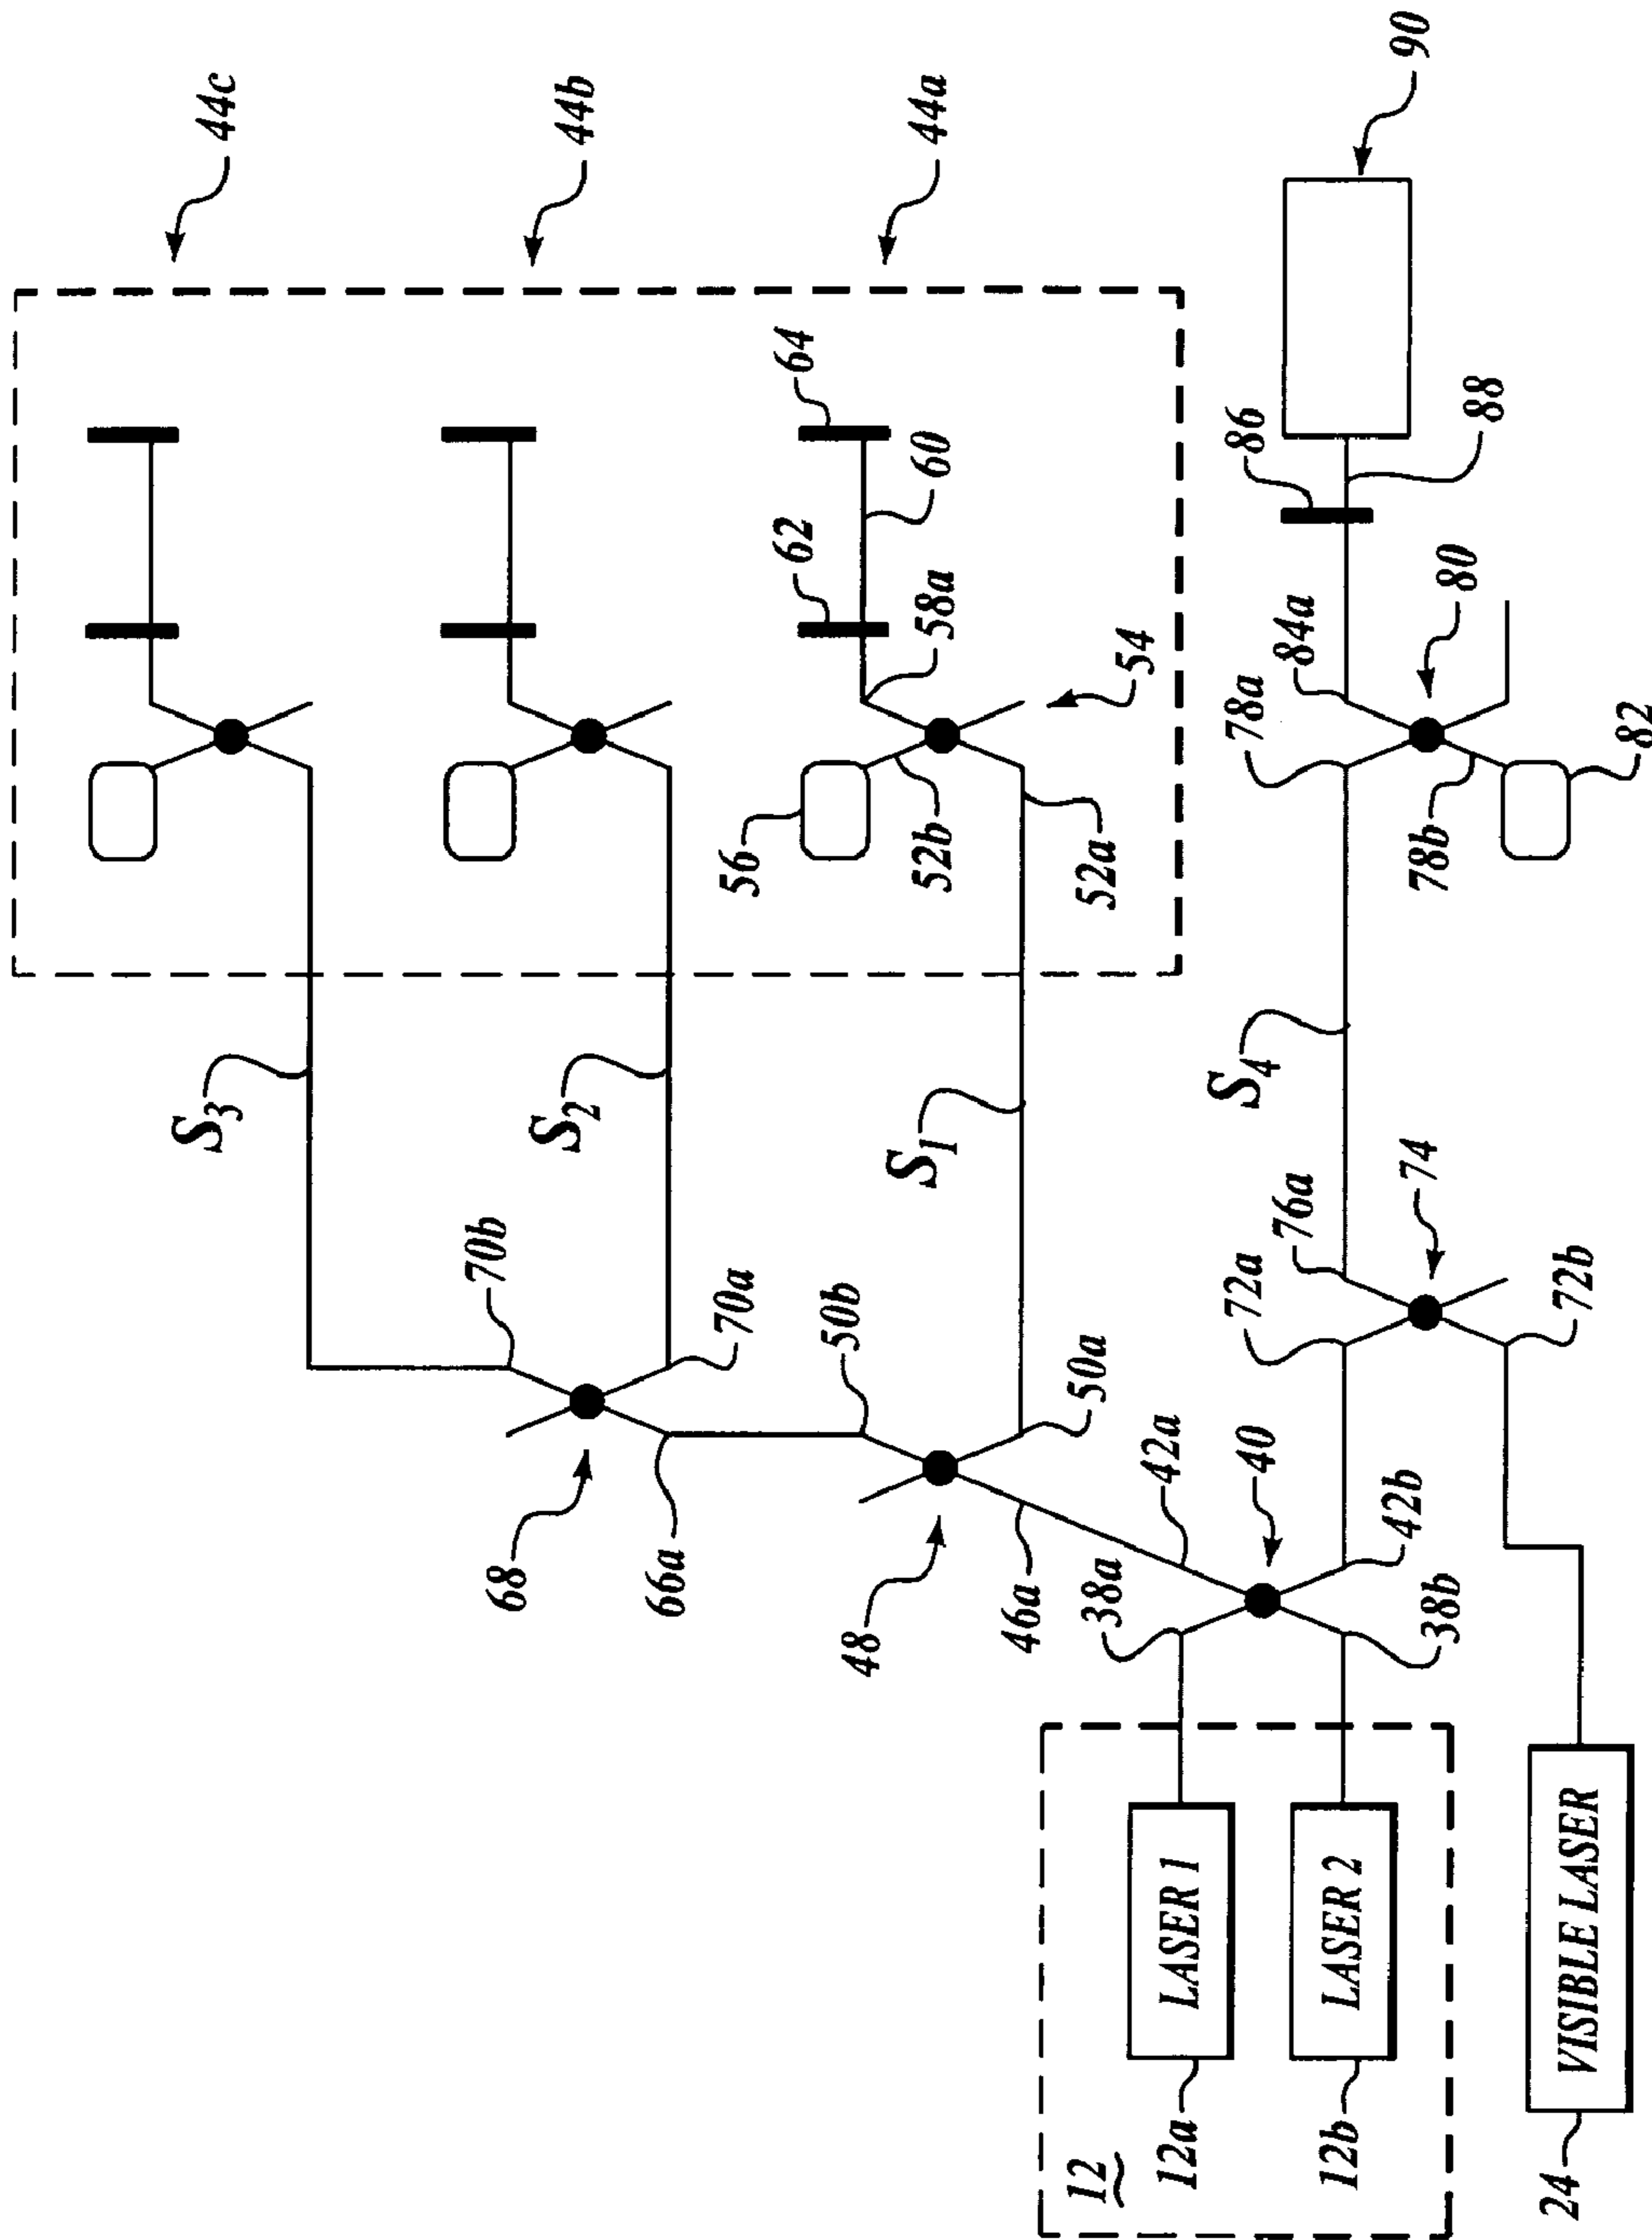 44c
44b
44a
90
64
62
60
58a
54
56
52b
52a
86
88
84a
80
78a
78b
82
S3
S2
S1
S4
70b
70a
50b
50a
76a
74
72a
72b
68
66a
48
46a
42a
40
42b
38a
38b
12
12a
LASER 1
12b
LASER 2
24
VISIBLE LASER